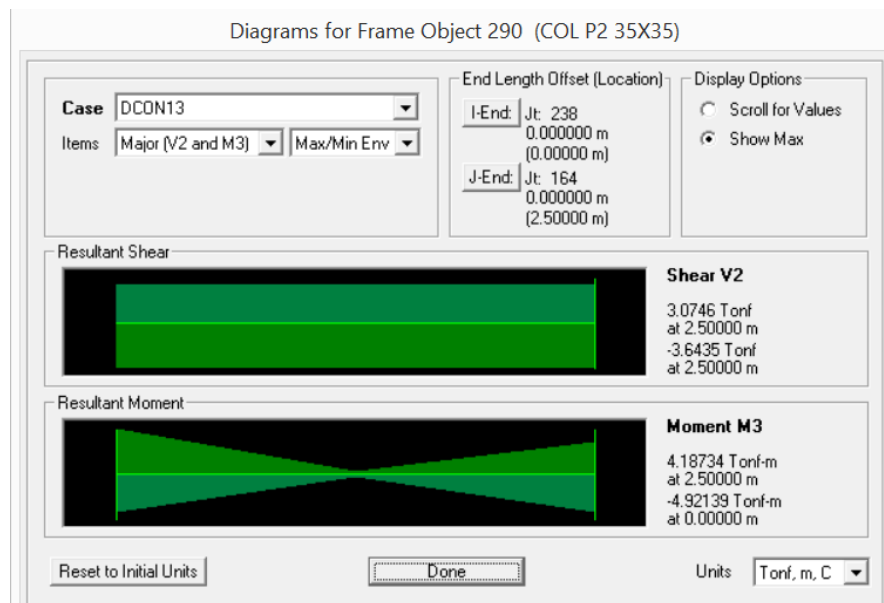 Diagrams for Frame Object 290 (COL P2 35X35)
Case DCON13
Items Major (V2 and M3) Max/Min Env
End Length Offset (Location)
I-End: Jt: 238
0.000000 m
(0.00000 m)
J-End: Jt: 164
0.000000 m
(2.50000 m)
Display Options
Scroll for Values
Show Max
Resultant Shear
Shear V2
3.0746 Tonf
at 2.50000 m
-3.6435 Tonf
at 2.50000 m
Resultant Moment
Moment M3
4.18734 Tonf-m
at 2.50000 m
-4.92139 Tonf-m
at 0.00000 m
Reset to Initial Units Done Units Tonf, m, C